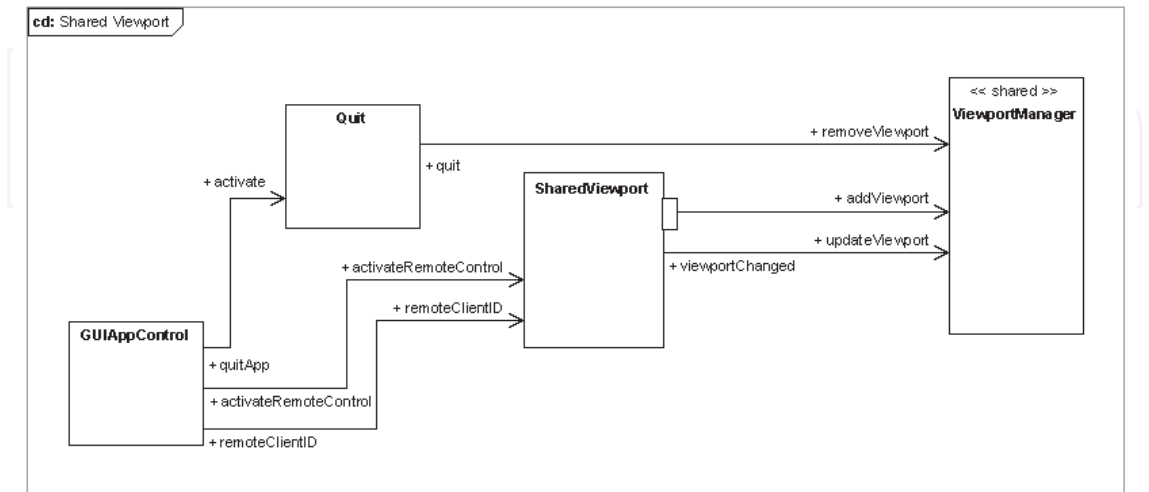 cd: Shared Viewport
<< shared >>
ViewportManager
Quit
+ removeViewport
+ quit
+ activate
SharedViewport
+ addViewport
+ updateViewport
+ viewportChanged
+ activateRemoteControl
+ remoteClientID
GUIAppControl
+ quitApp
+ activateRemoteControl
+ remoteClientID